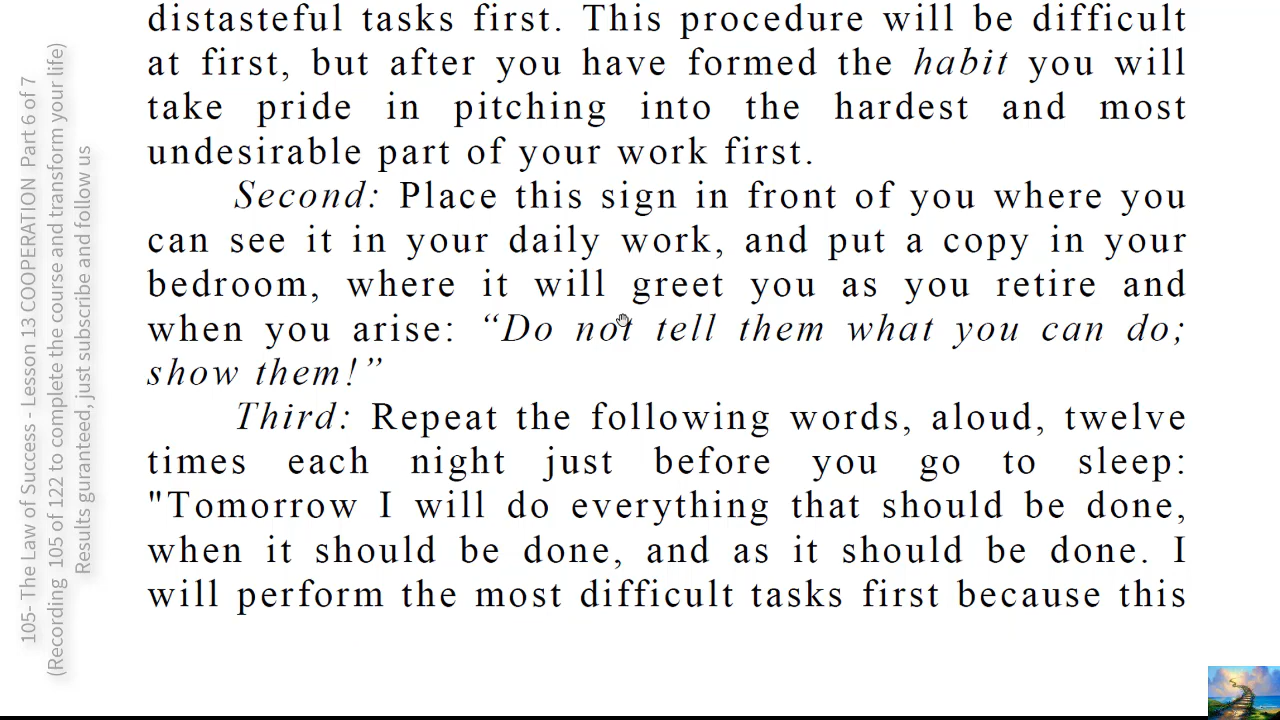 distasteful tasks first. This procedure will be difficult
at first, but after you have formed the habit you will
take pride in pitching into the hardest and most
undesirable part of your work first.
Second: Place this sign in front of you where you
can see it in your daily work, and put a copy in your
bedroom, where it will greet you as you retire and
when you arise: “Do not tell them what you can do;
show them!”
Third: Repeat the following words, aloud, twelve
times each night just before you go to sleep:
"Tomorrow I will do everything that should be done,
when it should be done, and as it should be done. I
will perform the most difficult tasks first because this
105- The Law of Success - Lesson 13 COOPERATION Part 6 of 7
(Recording 105 of 122 to complete the course and transform your life)
Results guranteed, just subscribe and follow us